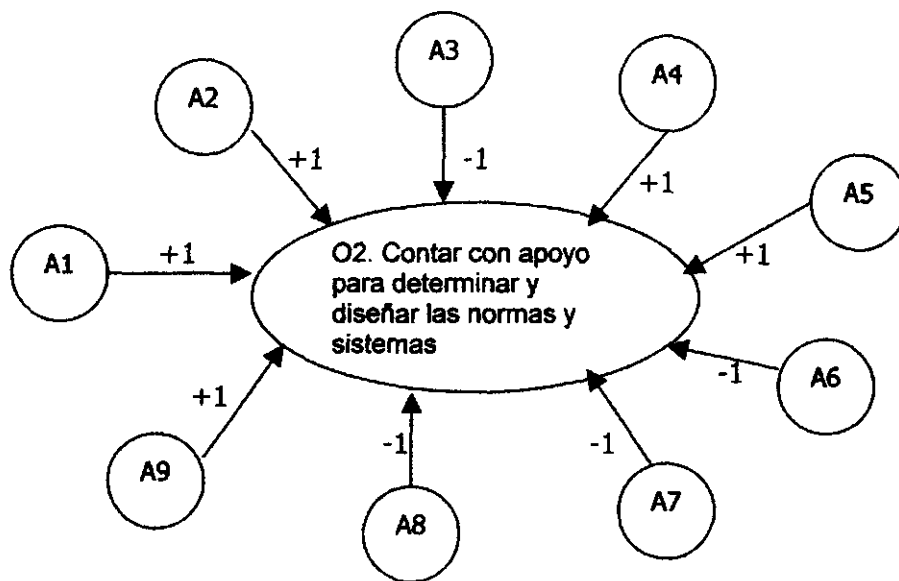 A3
A2
A4
+1
-1
+1
A5
A1
+1
O2. Contar con apoyo
para determinar y
diseñar las normas y
sistemas
+1
-1
A6
+1
-1
-1
A9
A8
A7